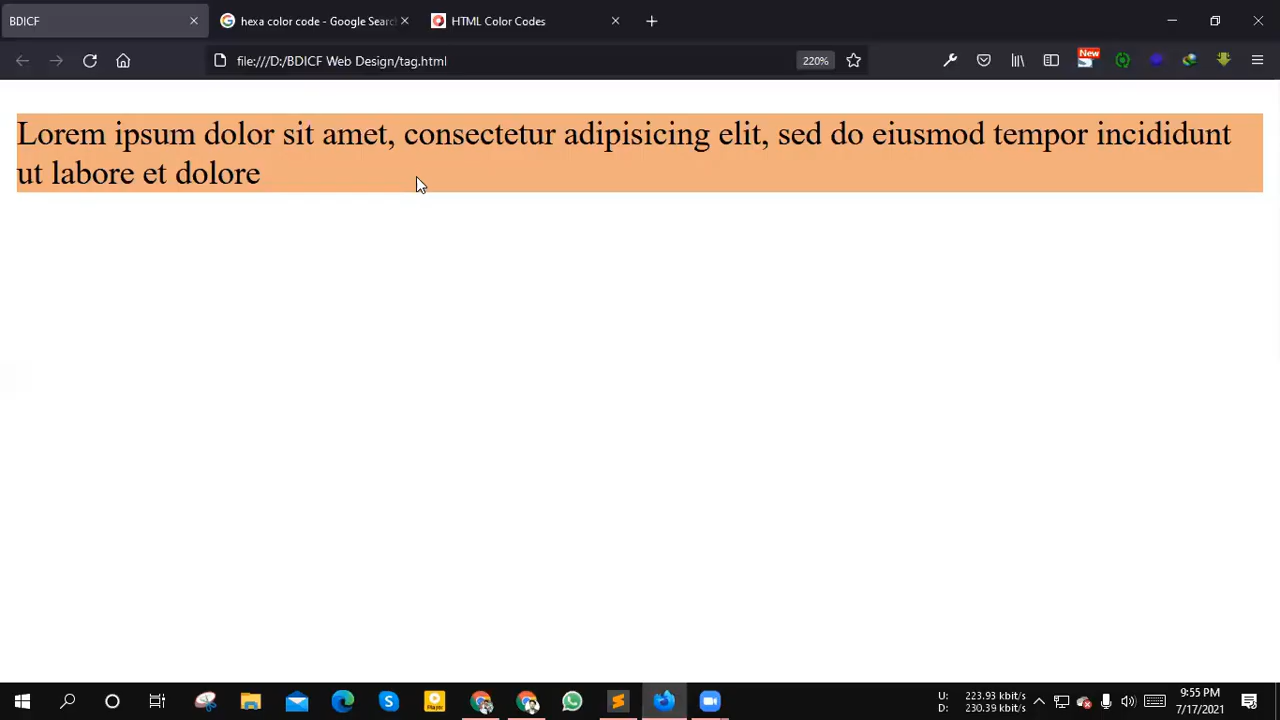 BDICF
hexa color code - Google Searc
HTML Color Codes
file:///D:/BDICF Web Design/tag.html
220%
New
Lorem ipsum dolor sit amet, consectetur adipisicing elit, sed do eiusmod tempor incididunt
ut labore et dolore
U: 223.93 kbit/s
D: 230.39 kbit/s
9:55 PM
7/17/2021